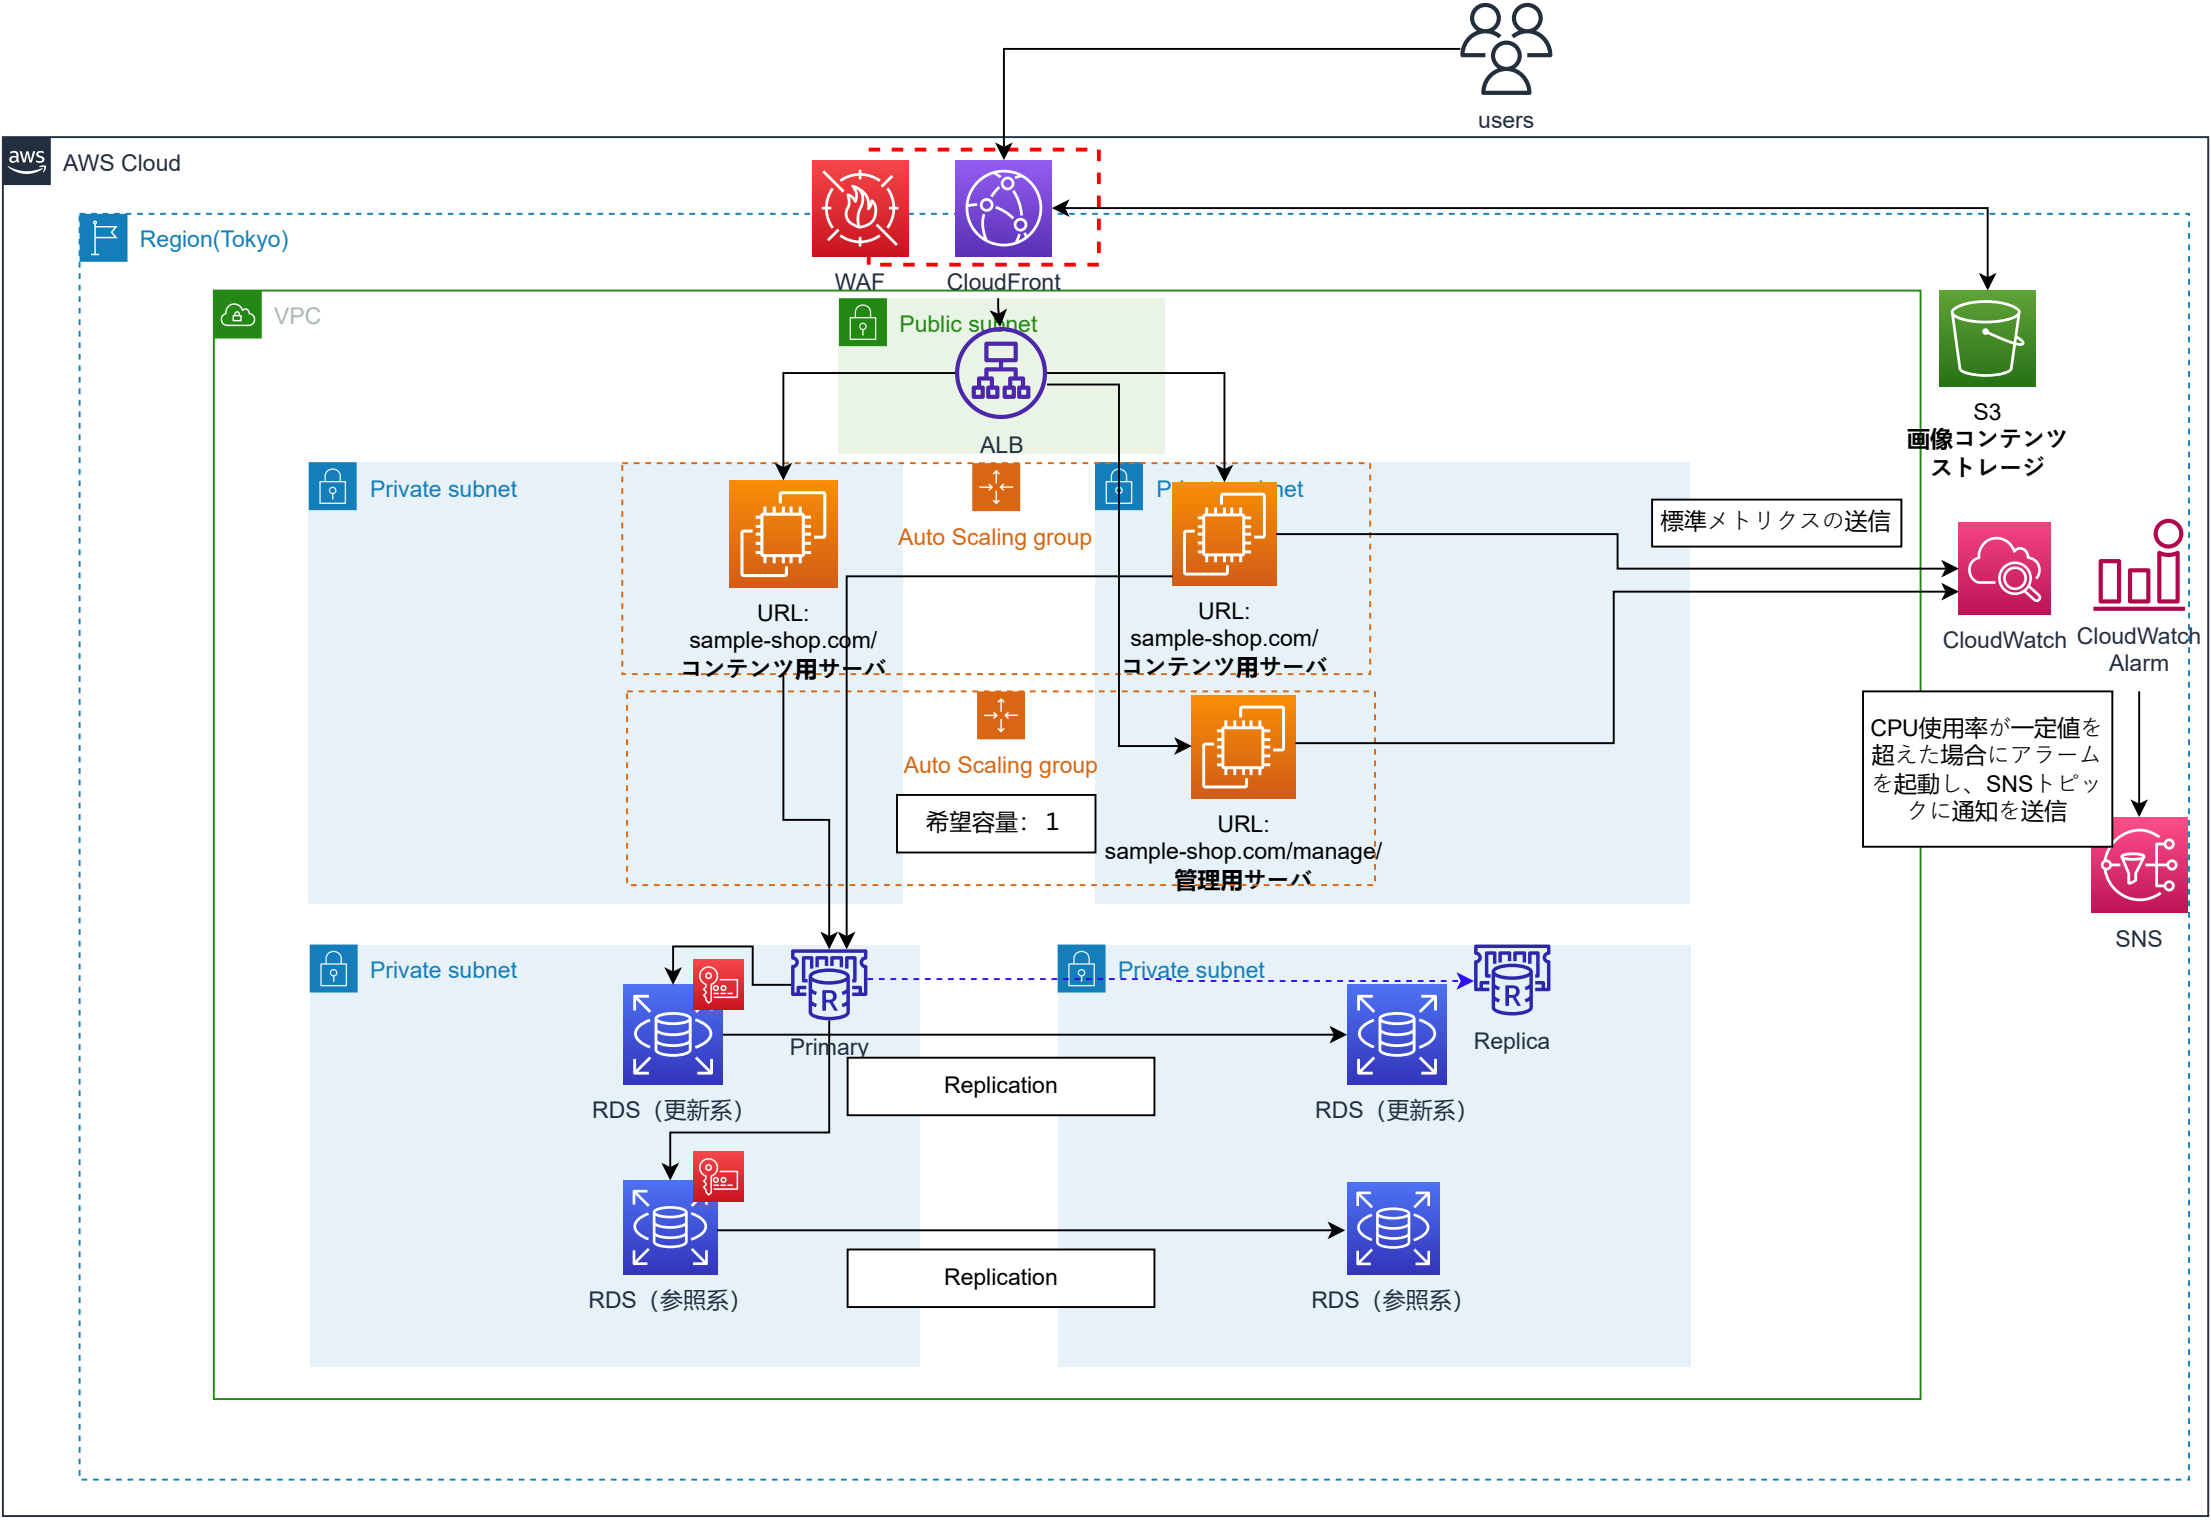 users
aws
AWS Cloud
Region(Tokyo)
WAF
CloudFront
VPC
Public subnet
ALB
S3
画像コンテンツ
ストレージ
Private subnet
Auto Scaling group
標準メトリクスの送信
URL:
sample-shop.com/
コンテンツ用サーバ
URL:
sample-shop.com/
コンテンツ用サーバ
CloudWatch
CloudWatch
Alarm
Auto Scaling group
希望容量： 1
URL:
sample-shop.com/manage/
管理用サーバ
CPU使用率が一定値を
超えた場合にアラーム
を起動し、SNSトピッ
クに通知を送信
SNS
Private subnet
R
Primary
Private subnet
R
Replica
RDS（更新系）
Replication
RDS（更新系）
RDS（参照系）
Replication
RDS（参照系）